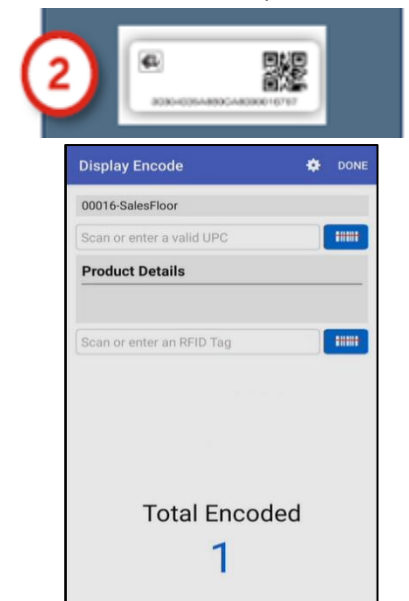 2
Display Encode DONE
00016-SalesFloor
Scan or enter a valid UPC
Product Details
Scan or enter an RFID Tag
Total Encoded
1